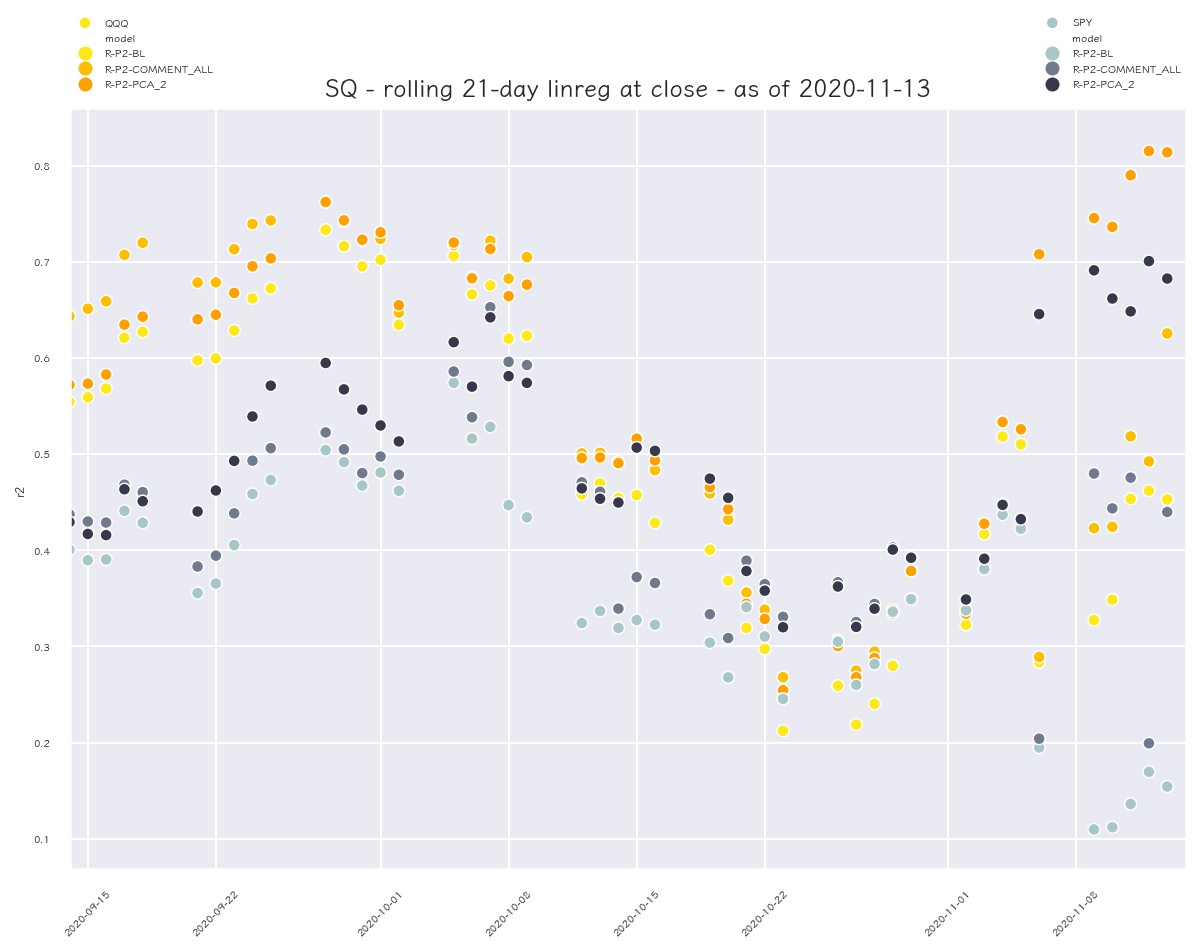 QQQ
model
R-P2-BL
R-P2-COMMENT_ALL
R-P2-PCA_2
SPY
model
R-P2-BL
R-P2-COMMENT_ALL
R-P2-PCA_2
SQ - rolling 21-day linreg at close - as of 2020-11-13
r2
0.8
0.7
0.6
0.5
0.4
0.3
0.2
0.1
2020-09-15
2020-09-22
2020-10-01
2020-10-08
2020-10-15
2020-10-22
2020-11-01
2020-11-08